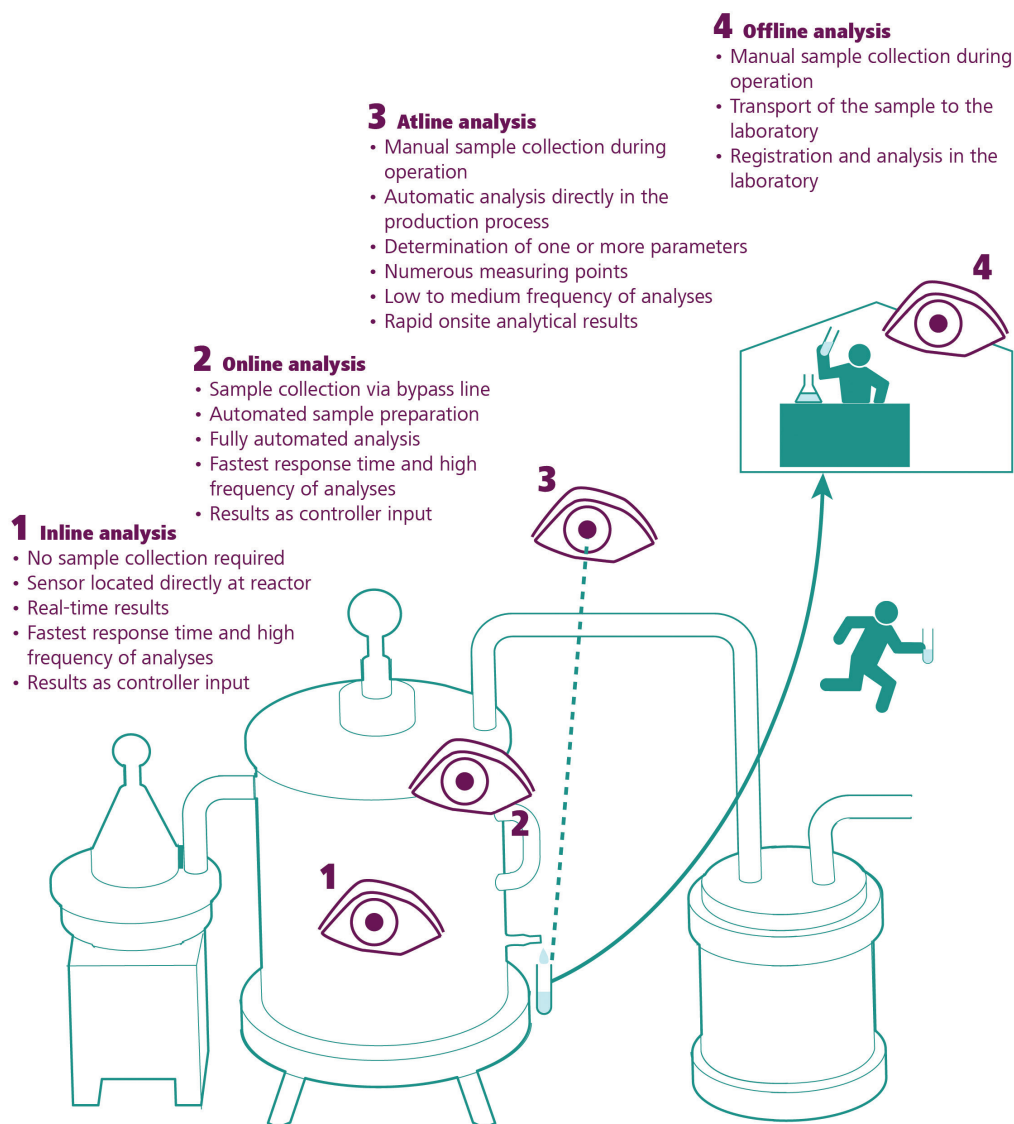 4 Offline analysis
• Manual sample collection during
operation
• Transport of the sample to the
laboratory
• Registration and analysis in the
laboratory
3 Atline analysis
• Manual sample collection during
operation
• Automatic analysis directly in the
production process
• Determination of one or more parameters
• Numerous measuring points
• Low to medium frequency of analyses
• Rapid onsite analytical results
2 Online analysis
• Sample collection via bypass line
• Automated sample preparation
• Fully automated analysis
• Fastest response time and high
frequency of analyses
• Results as controller input
1 Inline analysis
• No sample collection required
• Sensor located directly at reactor
• Real-time results
• Fastest response time and high
frequency of analyses
• Results as controller input
4
3
2
1